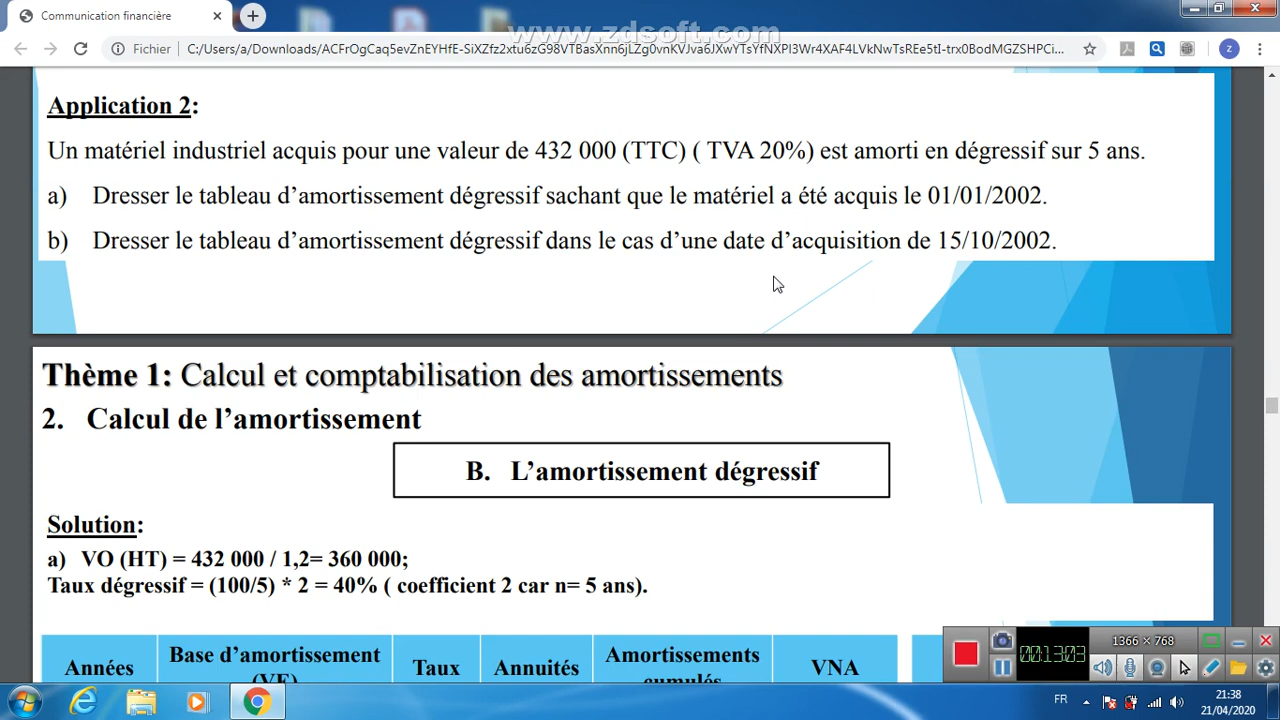 Communication financière
www.zdsoft.com
Fichier
Application 2:
Un matériel industriel acquis pour une valeur de 432 000 (TTC) ( TVA 20%) est amorti en dégressif sur 5 ans.
a) Dresser le tableau d'amortissement dégressif sachant que le matériel a été acquis le 01/01/2002.
b) Dresser le tableau d'amortissement dégressif dans le cas d'une date d'acquisition de 15/10/2002.
Thème 1: Calcul et comptabilisation des amortissements
2. Calcul de l'amortissement
B. L'amortissement dégressif
Solution:
a) VO (HT) = 432 000 / 1,2= 360 000;
Taux dégressif = (100/5) * 2 = 40% ( coefficient 2 car n= 5 ans).
Années Base d'amortissement Taux Annuités Amortissements VNA
1366 × 768
00:13:03
FR
21:38
21/04/2020